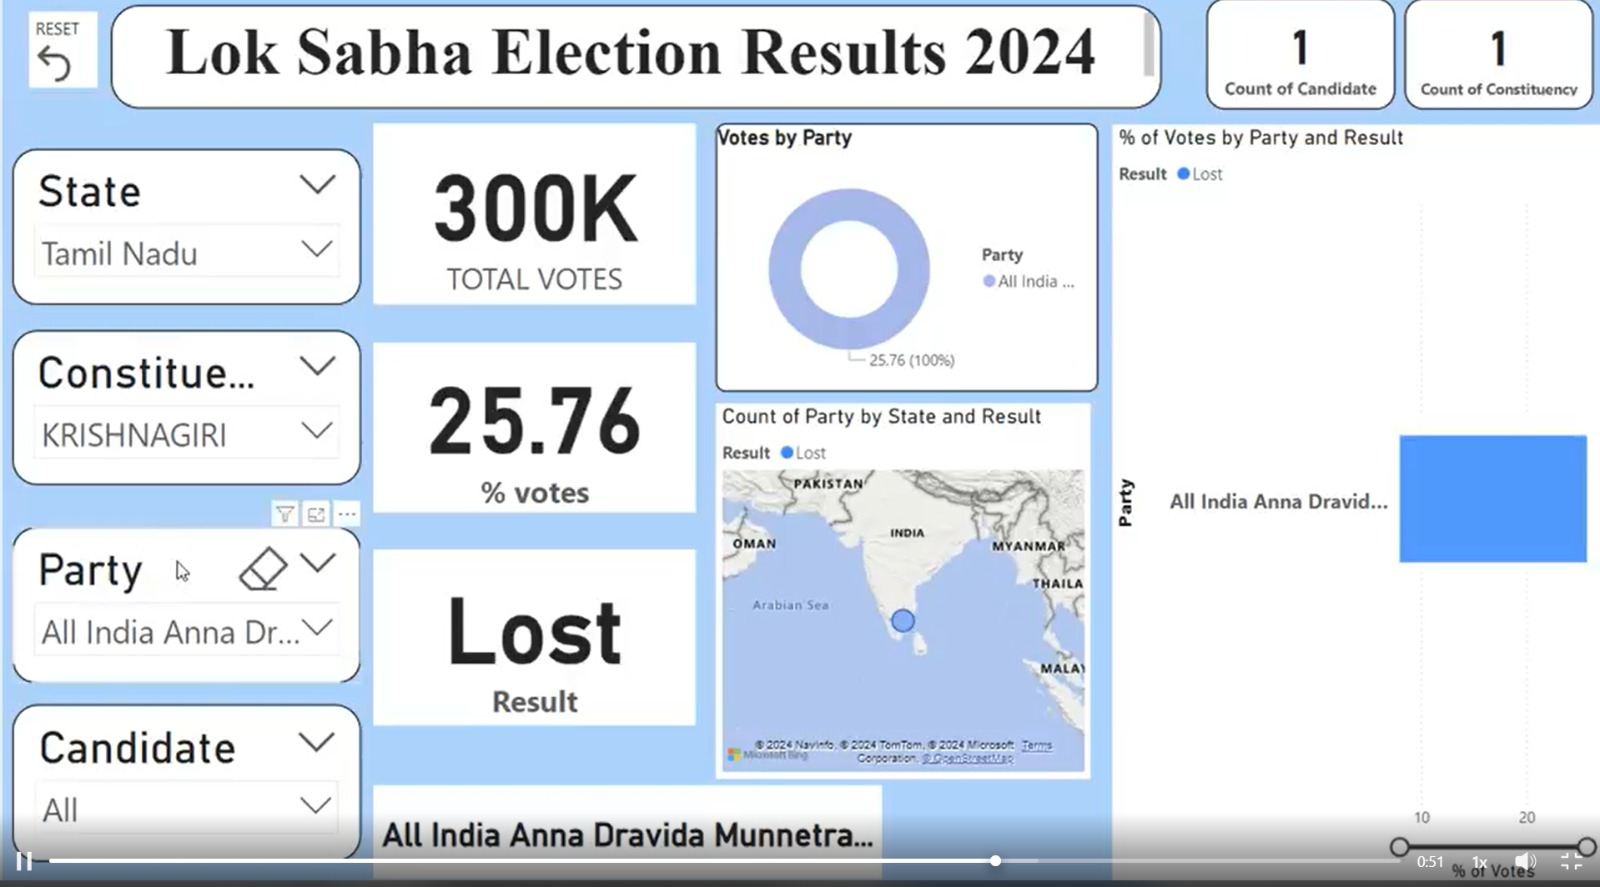 RESET
Lok Sabha Election Results 2024
1
Count of Candidate
1
Count of Constituency
State
Tamil Nadu
Constitue...
KRISHNAGIRI
Party
All India Anna Dr...
Candidate
All
300K
TOTAL VOTES
25.76
% votes
Lost
Result
All India Anna Dravida Munnetra...
Votes by Party
Party
All India ...
25.76 (100%)
Count of Party by State and Result
Result Lost
PAKISTAN
INDIA
OMAN
MYANMAR
THAILA
Arabian Sea
MALAY
© 2024 NavInfo, © 2024 TomTom, © 2024 Microsoft Terms
Microsoft Bing
Corporation, © OpenStreetMap
% of Votes by Party and Result
Result Lost
Party
All India Anna Dravid...
10 20
% of Votes
0:51 1x